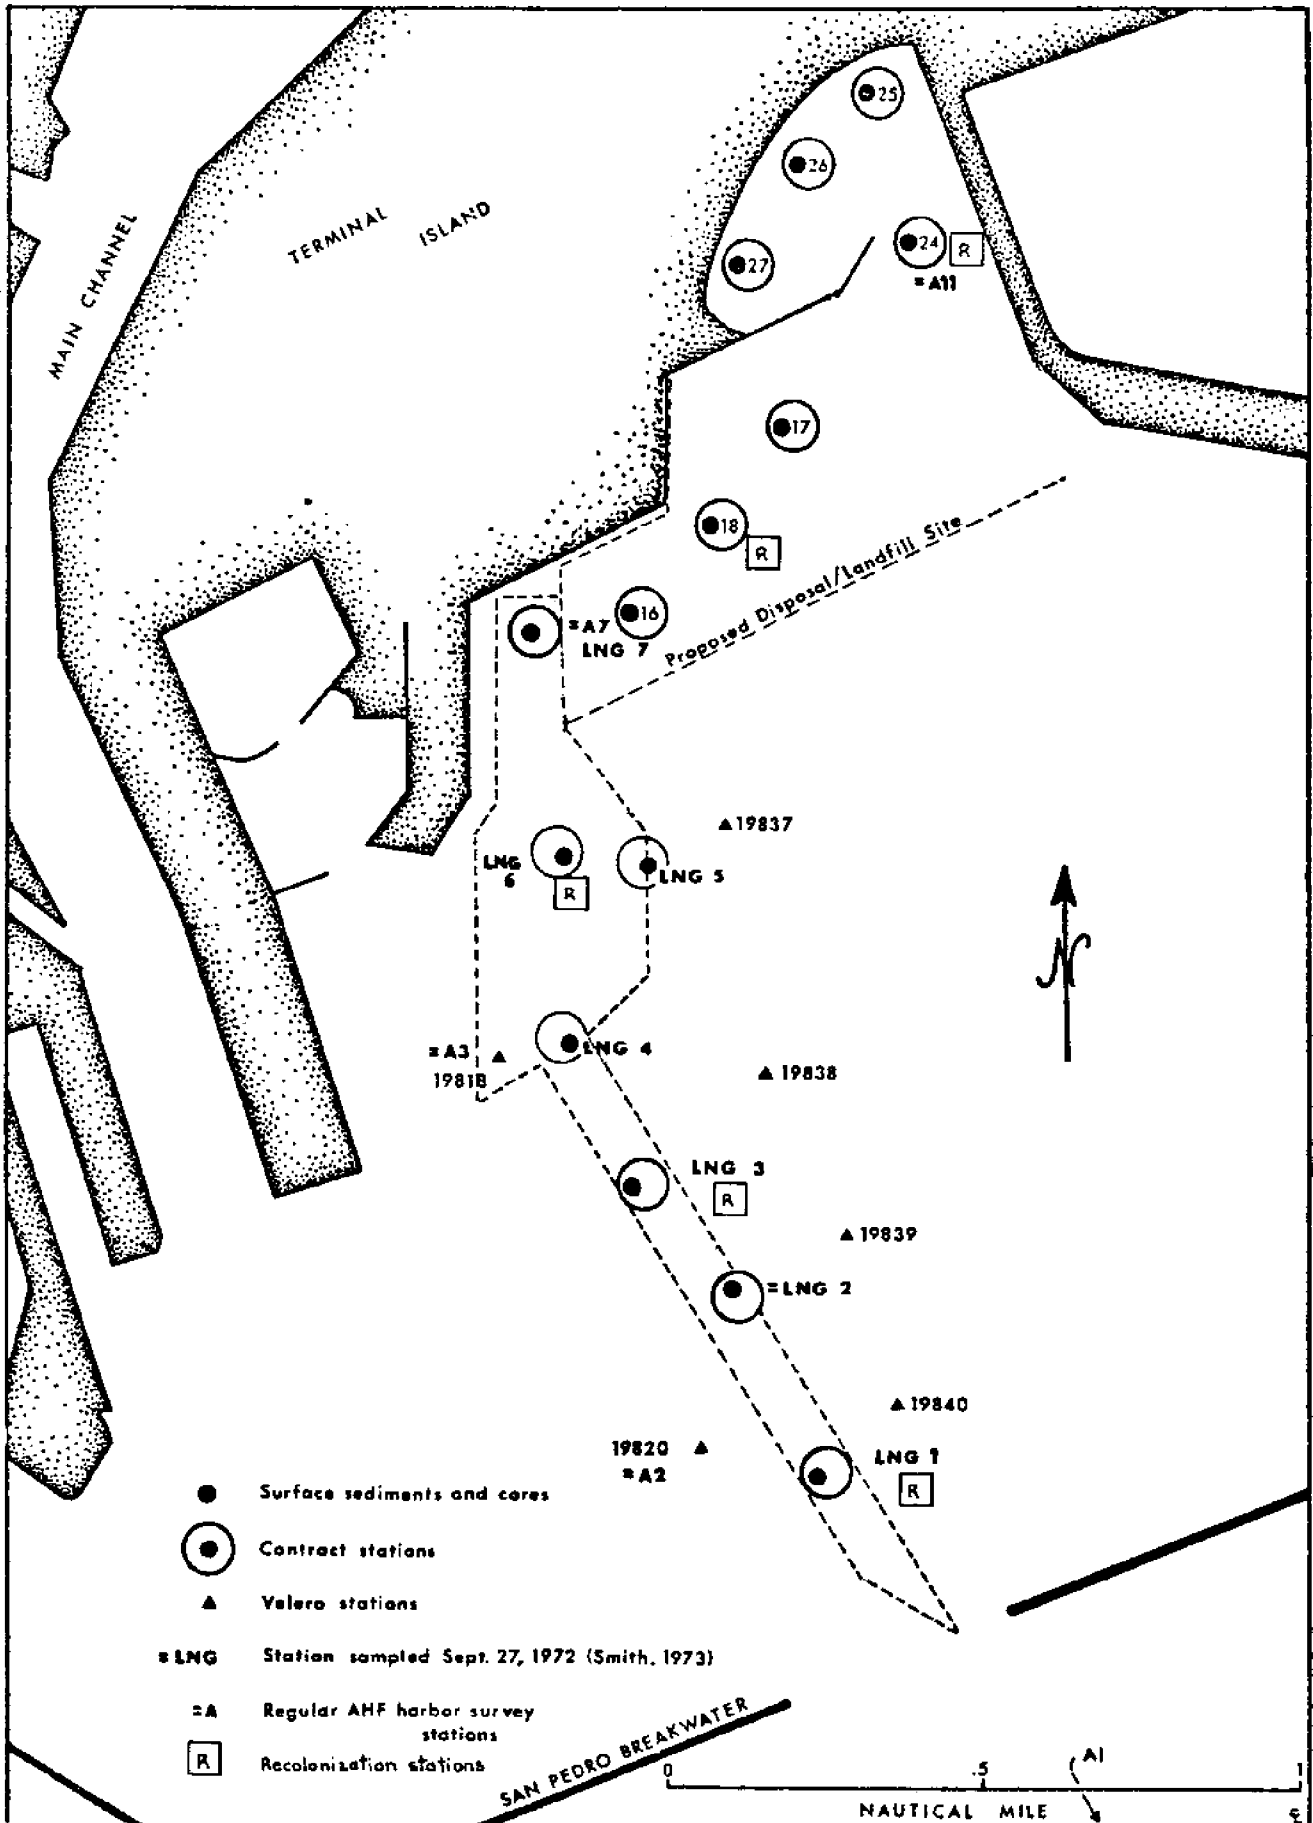 25
26
TERMINAL ISLAND
MAIN CHANNEL
24
R
27
=A11
17
18
R
Proposed Disposal/Landfill Site
16
=A7
LNG 7
19837
LNG
6
LNG 5
R
N
=A3
LNG 4
19818
19838
LNG 3
R
19839
=LNG 2
19840
19820
=A2
LNG 1
R
Surface sediments and cores
Contract stations
Velero stations
=LNG Station sampled Sept. 27, 1972 (Smith, 1973)
=A Regular AHF harbor survey
stations
R Recolonization stations
SAN PEDRO BREAKWATER
0 .5 1
A1
NAUTICAL MILE